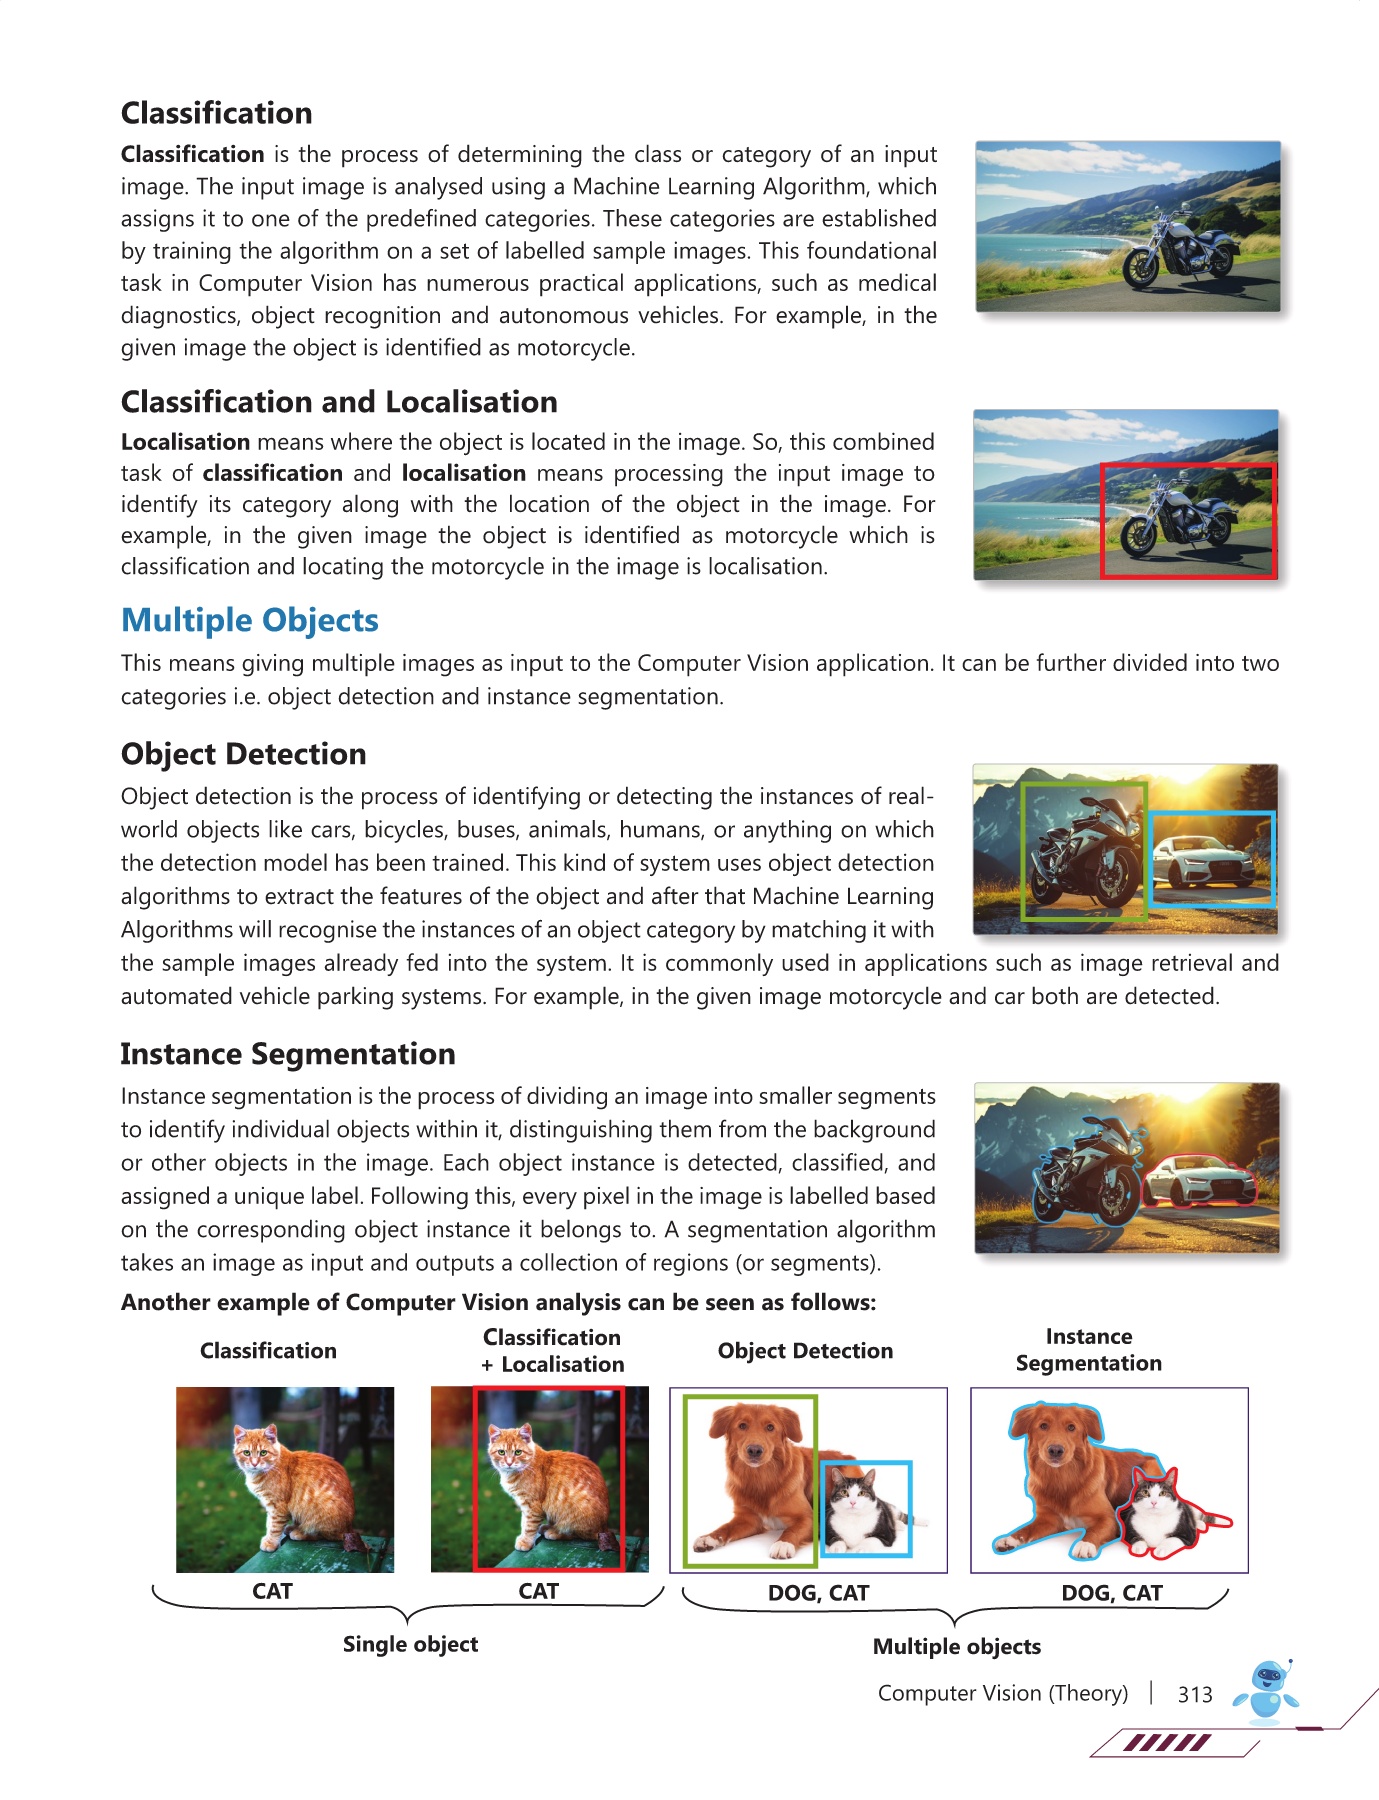 Classification
Classification is the process of determining the class or category of an input
image. The input image is analysed using a Machine Learning Algorithm, which
assigns it to one of the predefined categories. These categories are established
by training the algorithm on a set of labelled sample images. This foundational
task in Computer Vision has numerous practical applications, such as medical
diagnostics, object recognition and autonomous vehicles. For example, in the
given image the object is identified as motorcycle.
Classification and Localisation
Localisation means where the object is located in the image. So, this combined
task of classification and localisation means processing the input image to
identify its category along with the location of the object in the image. For
example, in the given image the object is identified as motorcycle which is
classification and locating the motorcycle in the image is localisation.
Multiple Objects
This means giving multiple images as input to the Computer Vision application. It can be further divided into two
categories i.e. object detection and instance segmentation.
Object Detection
Object detection is the process of identifying or detecting the instances of real-
world objects like cars, bicycles, buses, animals, humans, or anything on which
the detection model has been trained. This kind of system uses object detection
algorithms to extract the features of the object and after that Machine Learning
Algorithms will recognise the instances of an object category by matching it with
the sample images already fed into the system. It is commonly used in applications such as image retrieval and
automated vehicle parking systems. For example, in the given image motorcycle and car both are detected.
Instance Segmentation
Instance segmentation is the process of dividing an image into smaller segments
to identify individual objects within it, distinguishing them from the background
or other objects in the image. Each object instance is detected, classified, and
assigned a unique label. Following this, every pixel in the image is labelled based
on the corresponding object instance it belongs to. A segmentation algorithm
takes an image as input and outputs a collection of regions (or segments).
Another example of Computer Vision analysis can be seen as follows:
Classification
Classification
+ Localisation
Object Detection
Instance
Segmentation
CAT
CAT
DOG, CAT
DOG, CAT
Single object
Multiple objects
Computer Vision (Theory) | 313